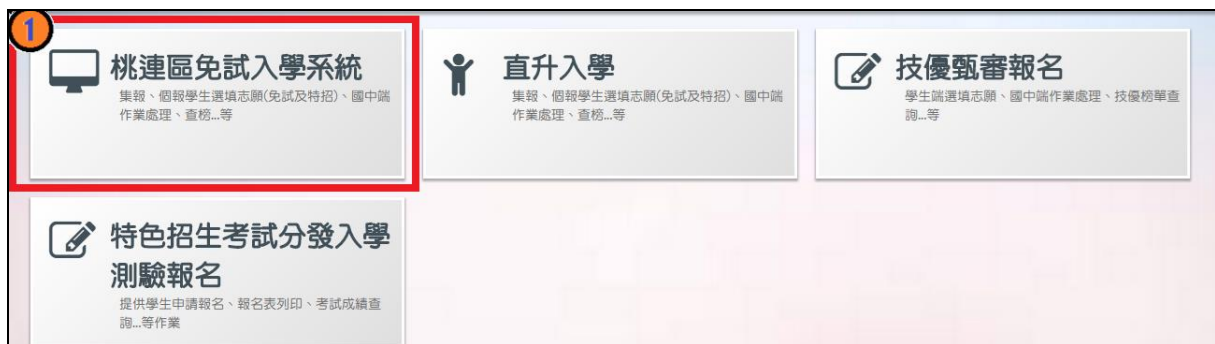 1
桃連區免試入學系統
集報、個報學生選填志願(免試及特招)、國中端
作業處理、查榜...等
直升入學
集報、個報學生選填志願(免試及特招)、國中端
作業處理、查榜...等
技優甄審報名
學生端選填志願、國中端作業處理、技優榜單查
詢...等
特色招生考試分發入學
測驗報名
提供學生申請報名、報名表列印、考試成績查
詢...等作業